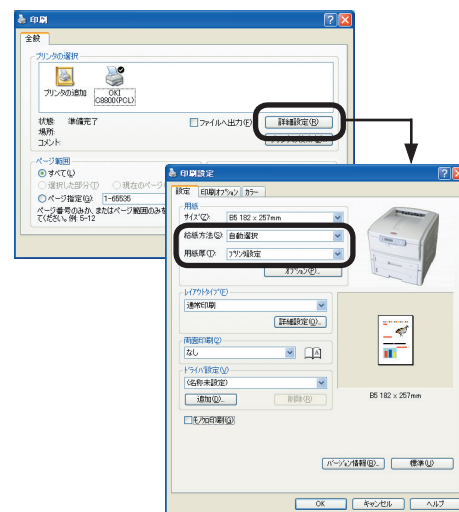 印刷
全般
プリンタの選択
プリンタの追加
OKI
C8800(PCL)
状態: 準備完了
場所:
コメント:
ファイルへ出力(F)
詳細設定(R)
ページ範囲
すべて(L)
選択した部分(T)
現在のページ
ページ指定(G): 1-65535
ページ番号のみか、またはページ範囲のみを
てください。例: 5-12
印刷設定
設定 印刷オプション カラー
用紙
サイズ(Z): B5 182 x 257mm
給紙方法(S): 自動選択
用紙厚(I): プリンタ設定
オプション(P)...
レイアウトタイプ(E)
通常印刷
詳細設定(O)...
両面印刷(2)
なし
ドライバ設定(V)
(名称未設定)
追加(D)...
削除(R)
モノクロ印刷(G)
B5 182 x 257mm
バージョン情報(B)...
標準(U)
OK
キャンセル
ヘルプ